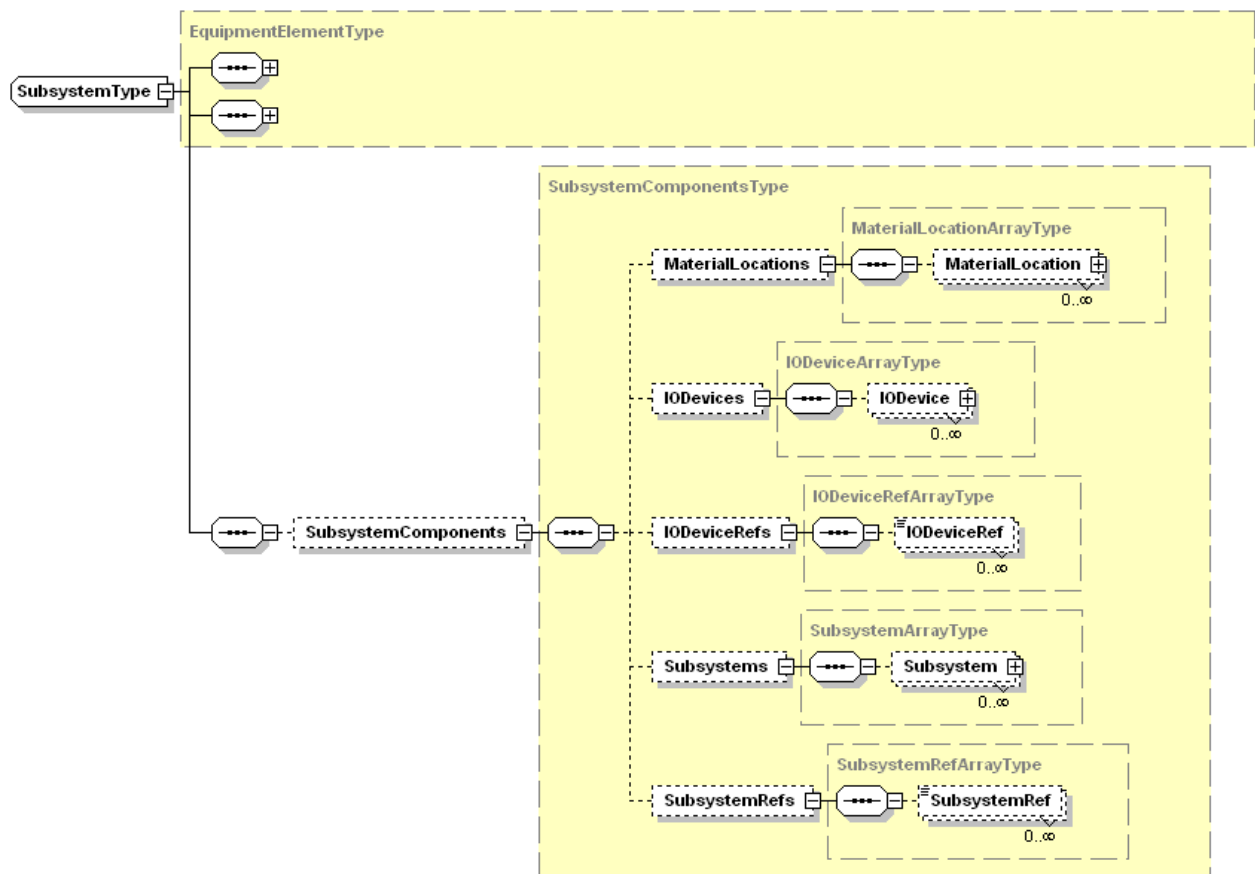 EquipmentElementType
SubsystemType
SubsystemComponentsType
MaterialLocationArrayType
MaterialLocations
MaterialLocation
0..∞
IODeviceArrayType
IODevices
IODevice
0..∞
IODeviceRefArrayType
SubsystemComponents
IODeviceRefs
IODeviceRef
0..∞
SubsystemArrayType
Subsystems
Subsystem
0..∞
SubsystemRefArrayType
SubsystemRefs
SubsystemRef
0..∞